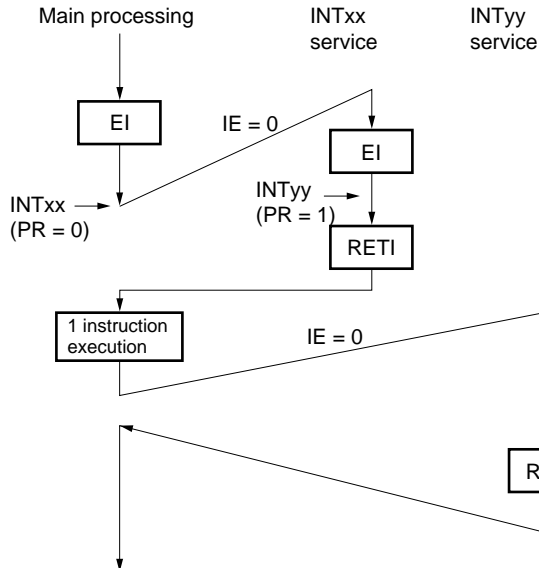 Main processing
INTxx
service
INTyy
service
EI
IE = 0
EI
INTxx
(PR = 0)
INTyy
(PR = 1)
RETI
1 instruction
execution
IE = 0
R